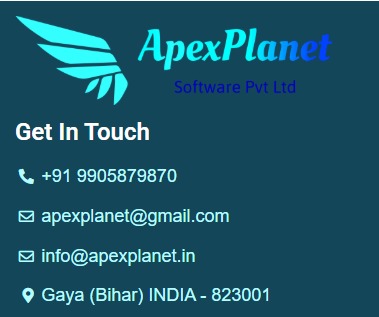 ApexPlanet
Software Pvt Ltd
Get In Touch
+91 9905879870
apexplanet@gmail.com
info@apexplanet.in
Gaya (Bihar) INDIA - 823001